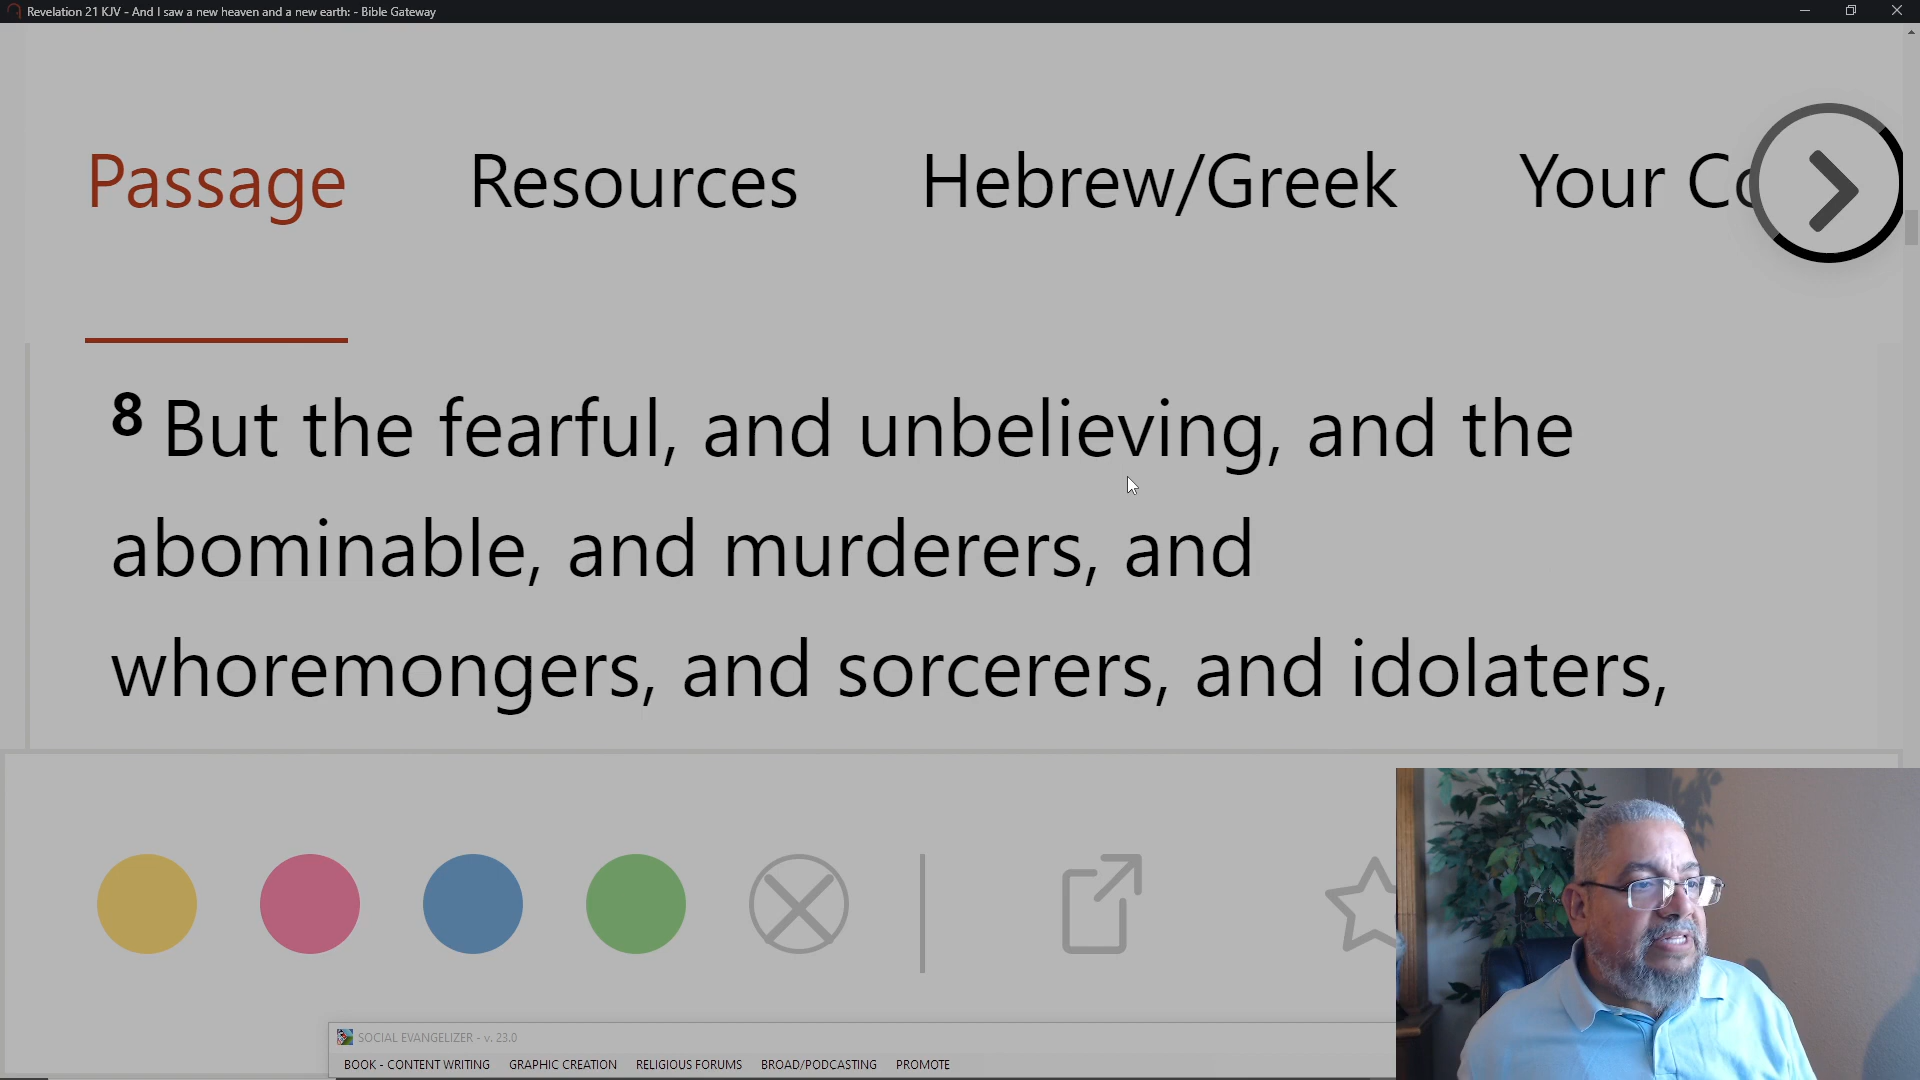 Revelation 21 KJV - And I saw a new heaven and a new earth: - Bible Gateway
Passage Resources Hebrew/Greek Your
8 But the fearful, and unbelieving, and the
abominable, and murderers, and
whoremongers, and sorcerers, and idolaters,
SOCIAL EVANGELIZER - v. 23.0
BOOK - CONTENT WRITING GRAPHIC CREATION RELIGIOUS FORUMS BROAD/PODCASTING PROMOTE